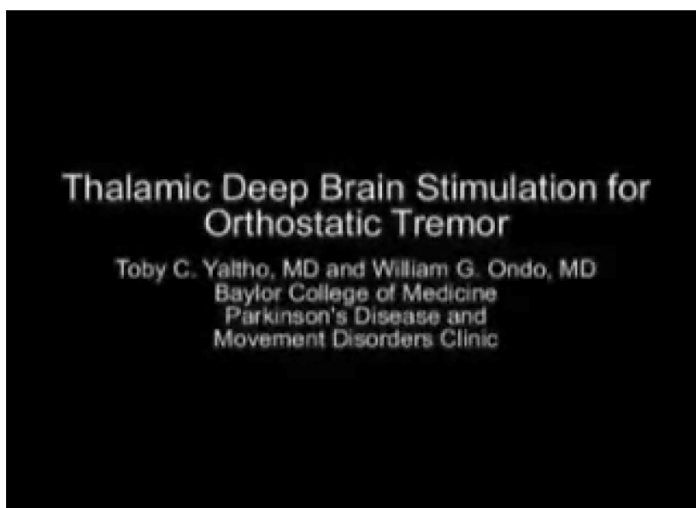 Thalamic Deep Brain Stimulation for
Orthostatic Tremor
Toby C. Yaltho, MD and William G. Ondo, MD
Baylor College of Medicine
Parkinson's Disease and
Movement Disorders Clinic